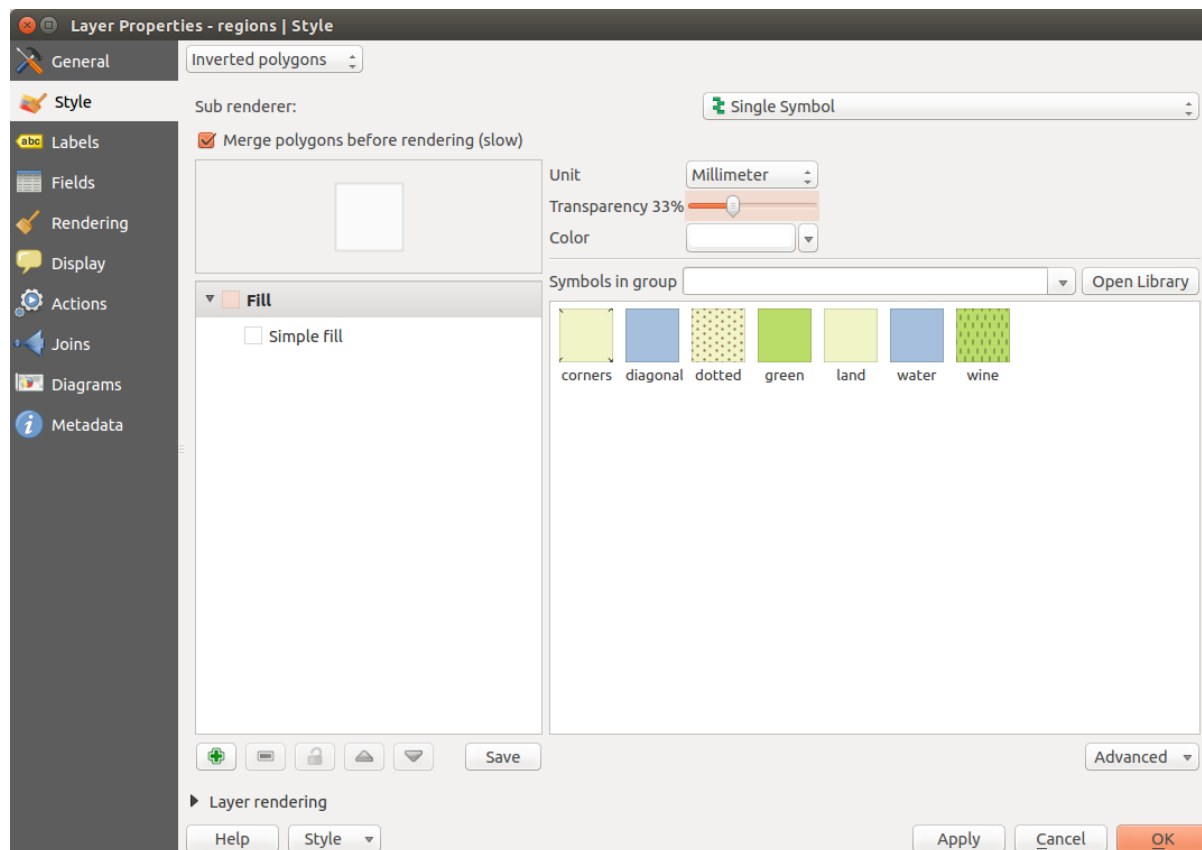 Layer Properties - regions | Style
General
Style
Labels
Fields
Rendering
Display
Actions
Joins
Diagrams
Metadata
Inverted polygons
Sub renderer:
Single Symbol
Merge polygons before rendering (slow)
Unit
Millimeter
Transparency 33%
Color
Symbols in group
Open Library
Fill
Simple fill
corners diagonal dotted green land water wine
Save
Advanced
Layer rendering
Help
Style
Apply
Cancel
OK
abc